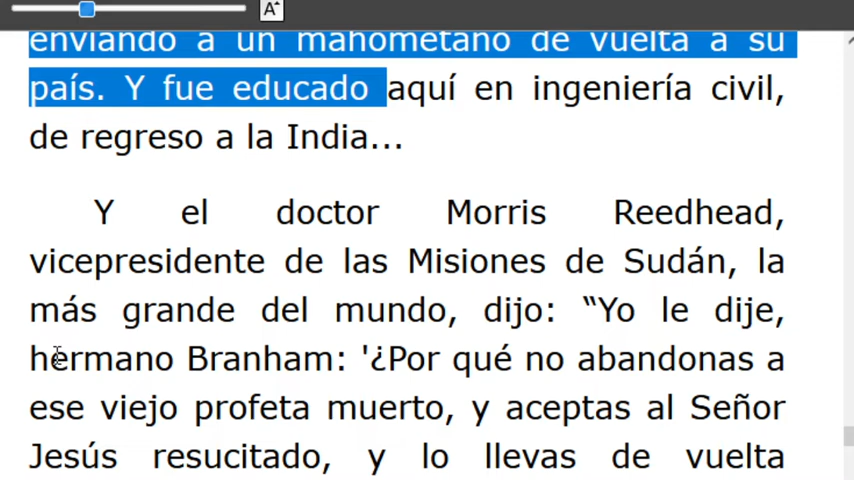 A
enviando a un mahometano de vuelta a su
país. Y fue educado aquí en ingeniería civil,
de regreso a la India...
Y el doctor Morris Reedhead,
vicepresidente de las Misiones de Sudán, la
más grande del mundo, dijo: “Yo le dije,
hermano Branham: '¿Por qué no abandonas a
ese viejo profeta muerto, y aceptas al Señor
Jesús resucitado, y lo llevas de vuelta